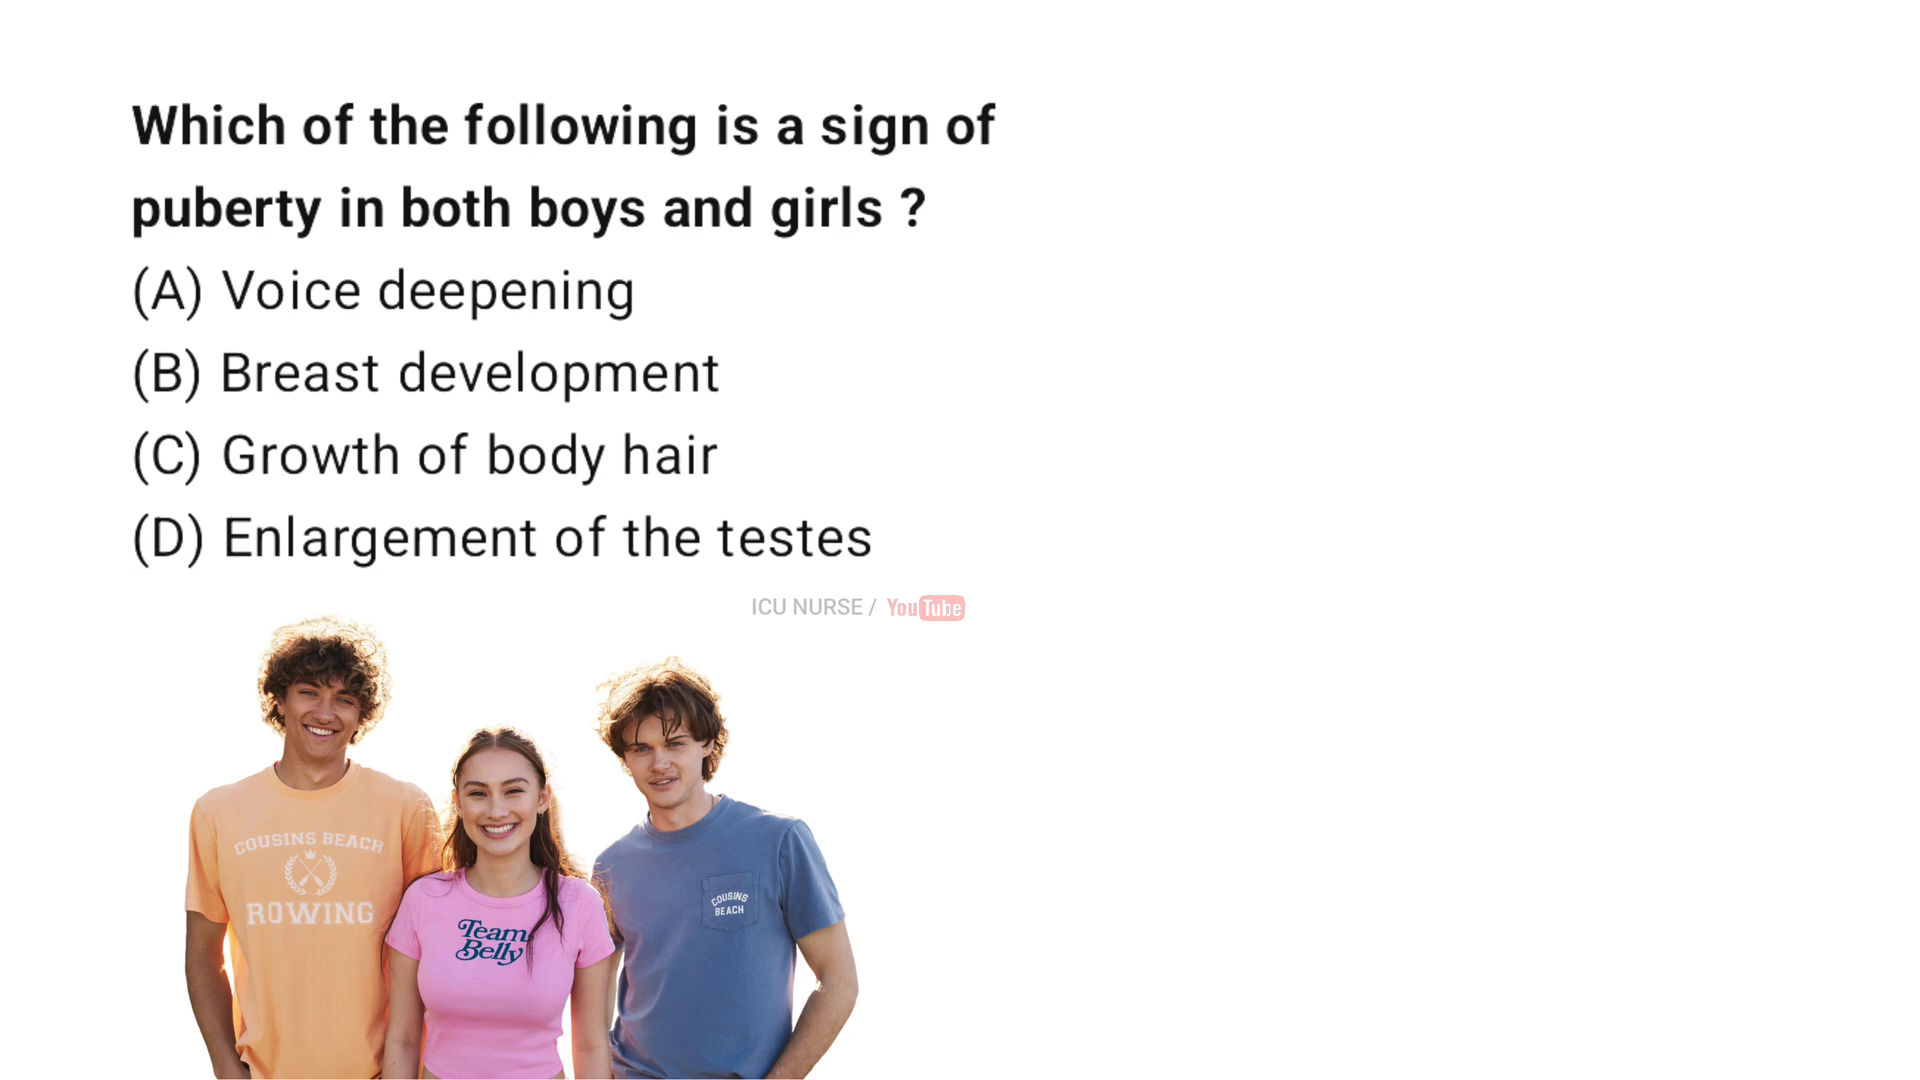 Which of the following is a sign of
puberty in both boys and girls ?
(A) Voice deepening
(B) Breast development
(C) Growth of body hair
(D) Enlargement of the testes
ICU NURSE / YouTube
COUSINS BEACH
ROWING
Team
Belly
COUSINS
BEACH